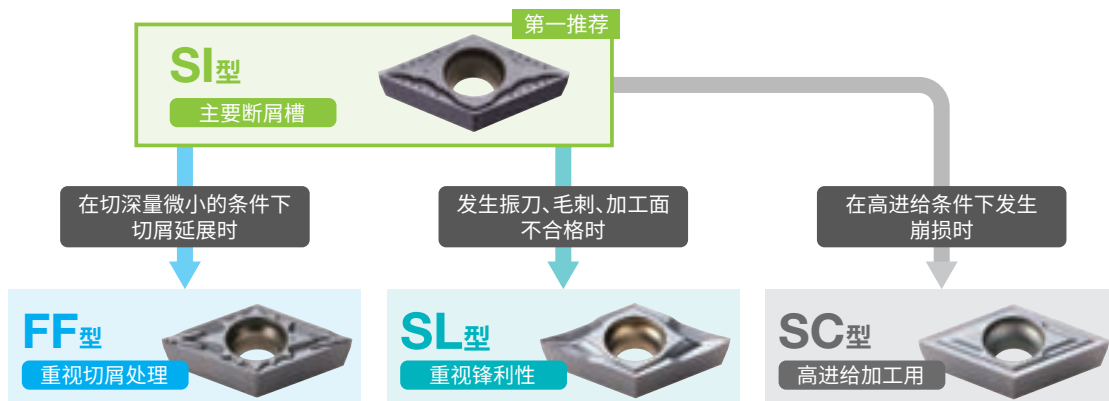 第一推荐
SI型
主要断屑槽
在切深量微小的条件下
切屑延展时
发生振刀、毛刺、加工面
不合格时
在高进给条件下发生
崩损时
FF型
重视切屑处理
SL型
重视锋利性
SC型
高进给加工用